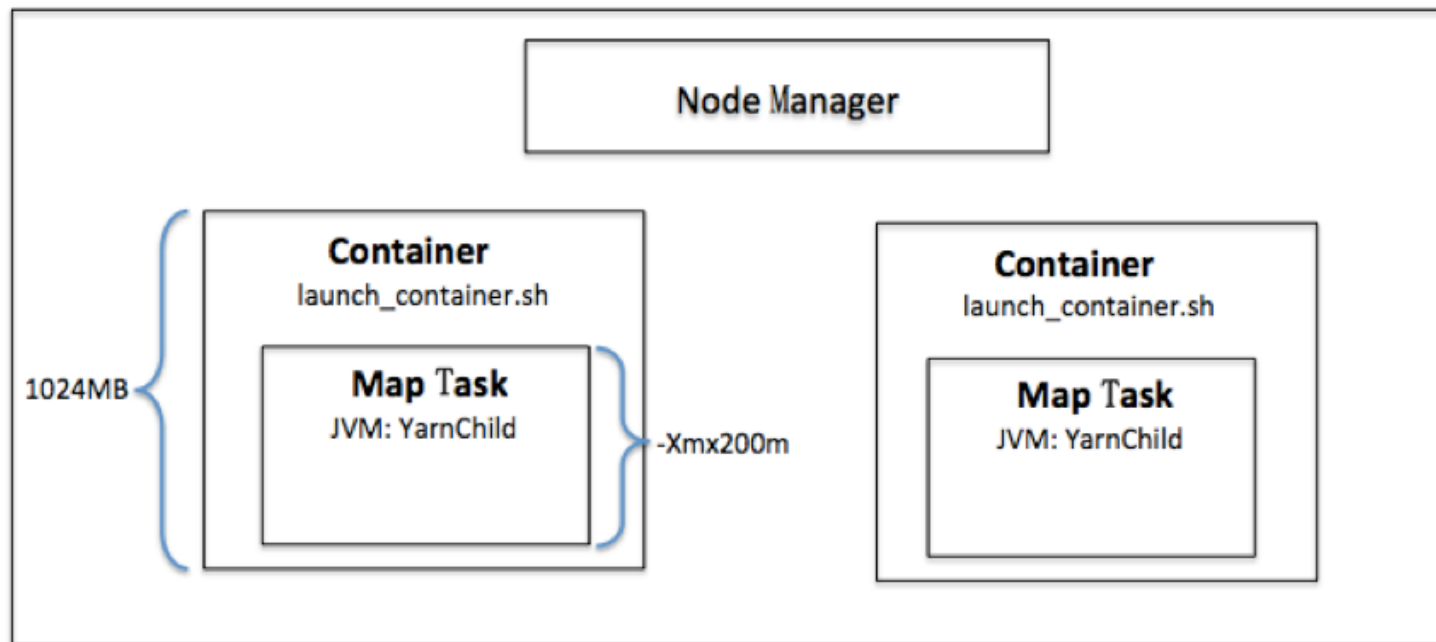 Node Manager
Container
launch_container.sh
Map Task
JVM: YarnChild
1024MB
-Xmx200m
Container
launch_container.sh
Map Task
JVM: YarnChild